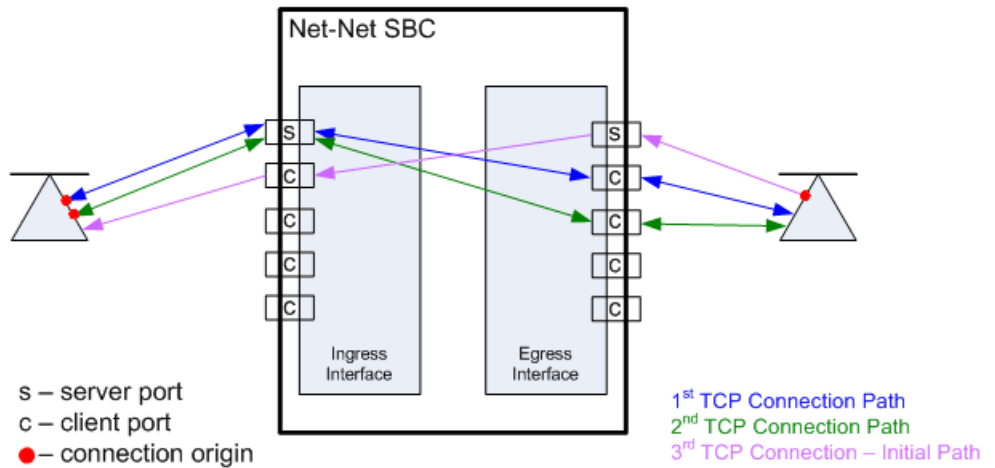 Net-Net SBC
S
C
C
C
C
S
C
C
C
C
Ingress
Interface
Egress
Interface
s – server port
c – client port
– connection origin
1st TCP Connection Path
2nd TCP Connection Path
3rd TCP Connection – Initial Path